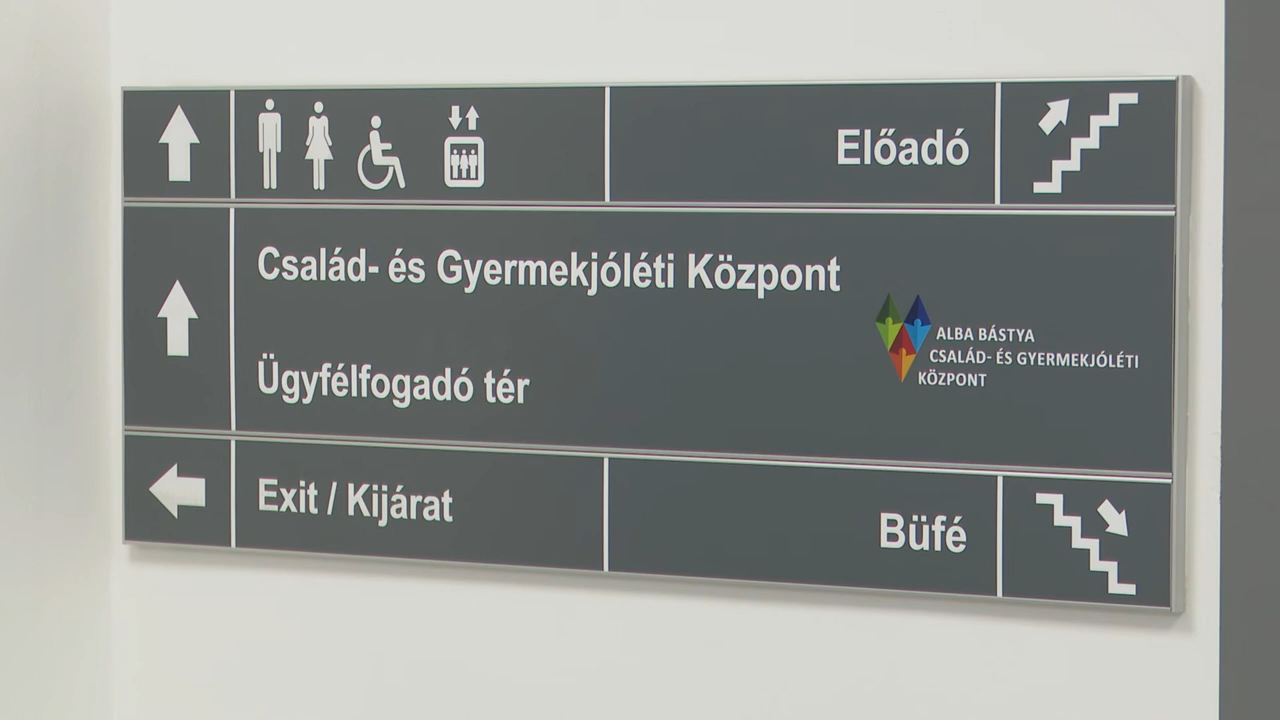 Előadó
Család- és Gyermekjóléti Központ
Ügyfélfogadó tér
ALBA BÁSTYA
CSALÁD- ÉS GYERMEKJÓLÉTI
KÖZPONT
Exit / Kijárat
Büfé